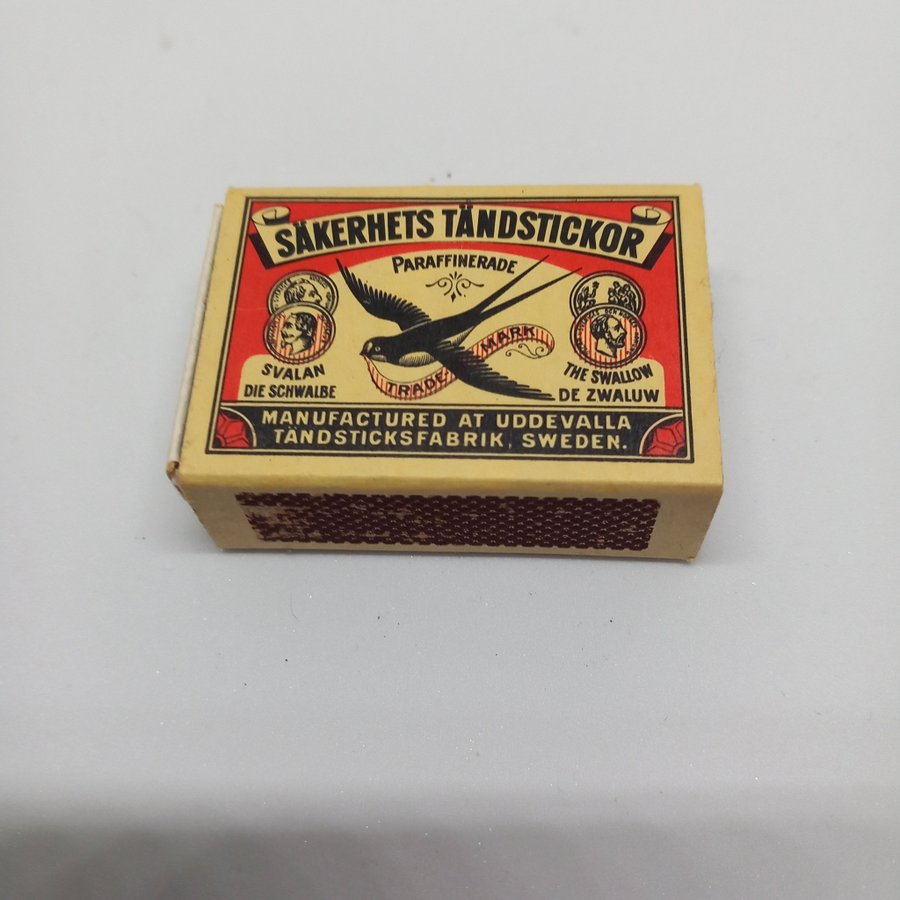 SÄKERHETS TÄNDSTICKOR
PARAFFINERADE
TRADE MARK
SVALAN
DIE SCHWALBE
THE SWALLOW
DE ZWALUW
MANUFACTURED AT UDDEVALLA
TÄNDSTICKSFABRIK, SWEDEN.